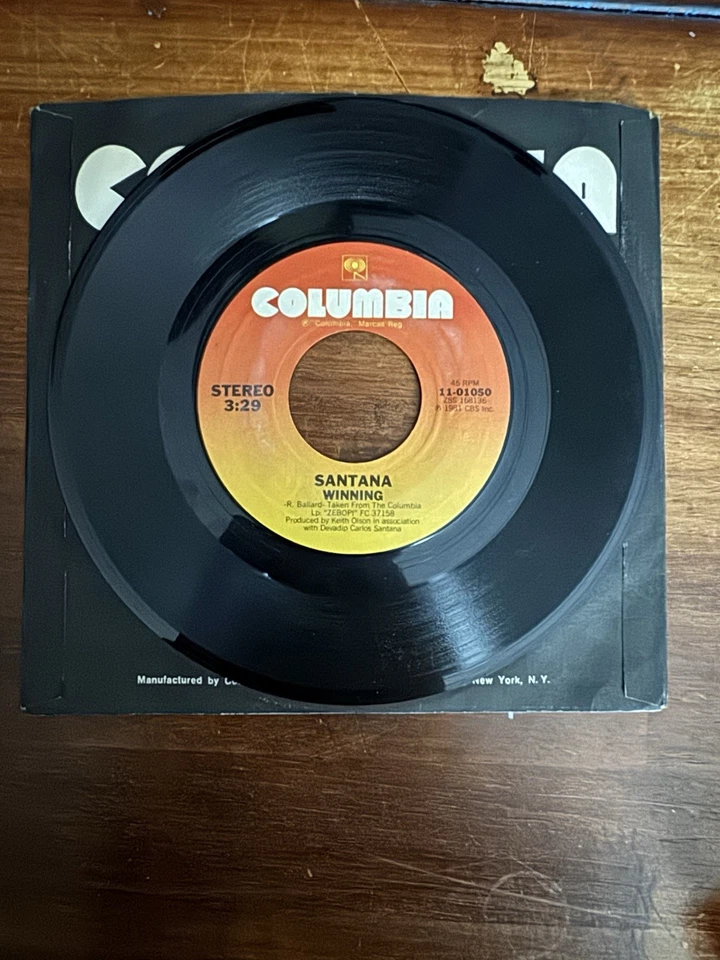 COLUMBIA
® "Columbia," Marcas Reg.
STEREO
3:29
45 RPM
11-01050
ZSS 168136
℗ 1981 CBS Inc.
SANTANA
WINNING
-R. Ballard- Taken From The Columbia
Lp: "ZEBOP!" FC 37158
Produced by Keith Olson in association
with Devadip Carlos Santana
Manufactured by
New York, N.Y.